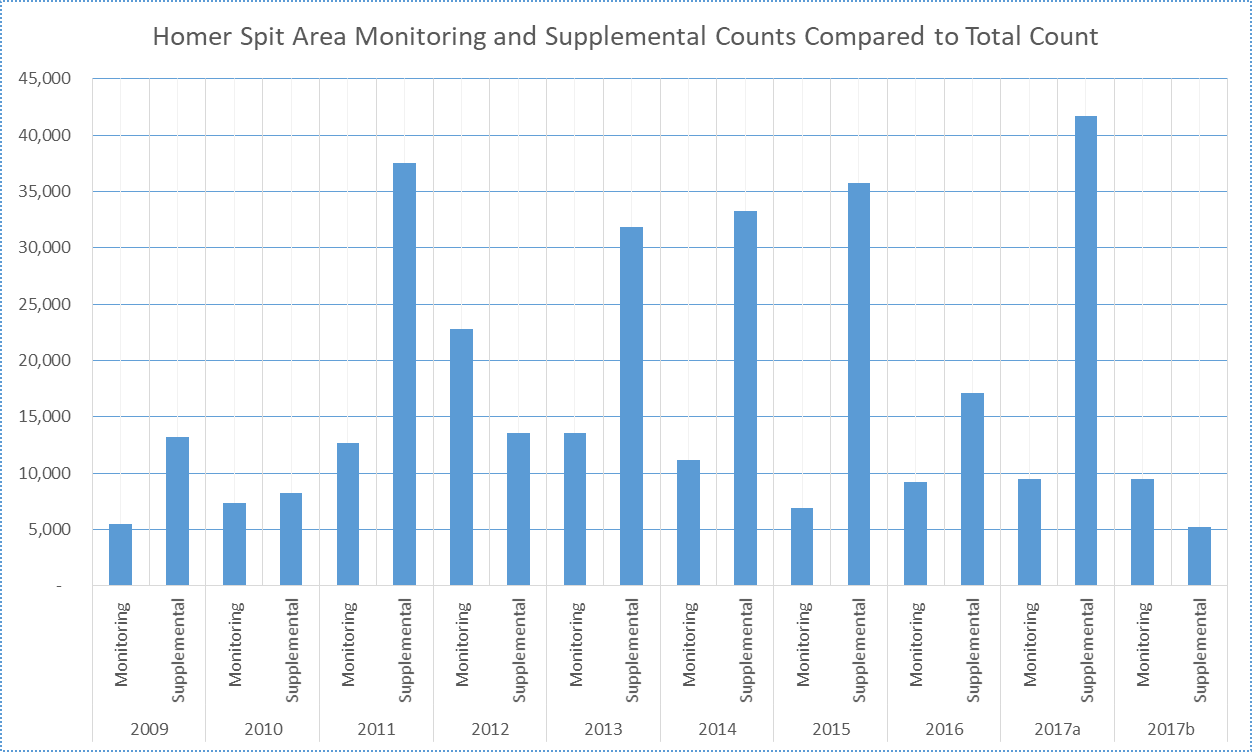 Homer Spit Area Monitoring and Supplemental Counts Compared to Total Count
45,000
40,000
35,000
30,000
25,000
20,000
15,000
10,000
5,000
-
Monitoring
Supplemental
Monitoring
Supplemental
Monitoring
Supplemental
Monitoring
Supplemental
Monitoring
Supplemental
Monitoring
Supplemental
Monitoring
Supplemental
Monitoring
Supplemental
Monitoring
Supplemental
Monitoring
Supplemental
2009 2010 2011 2012 2013 2014 2015 2016 2017a 2017b